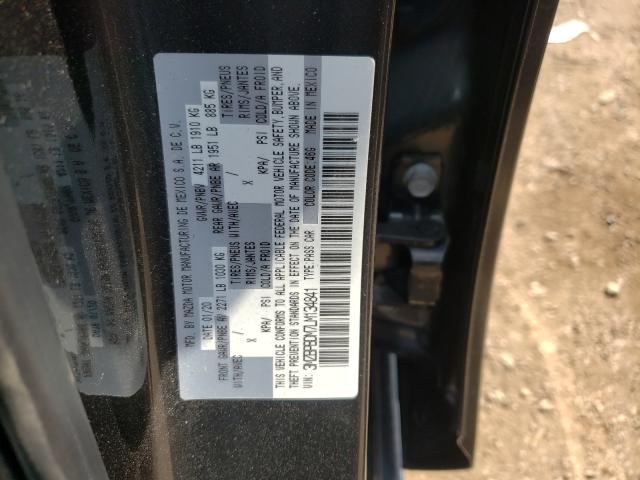 MFG. BY MAZDA MOTOR MANUFACTURING DE MEXICO S.A. DE C.V.
DATE 01/20 GVWR/PNBV 4211 LB 1910 KG
FRONT GAWR/PNBE AV 2271 LB 1030 KG REAR GAWR/PNBE AR 1951 LB 885 KG
WITH/AVEC / TIRES/PNEUS WITH/AVEC / TIRES/PNEUS
X RIMS/JANTES X RIMS/JANTES
KPA/ PSI COLD/A FROID KPA/ PSI COLD/A FROID
THIS VEHICLE CONFORMS TO ALL APPLICABLE FEDERAL MOTOR VEHICLE SAFETY, BUMPER, AND
THEFT PREVENTION STANDARDS IN EFFECT ON THE DATE OF MANUFACTURE SHOWN ABOVE.
VIN: 3MZBPBDM7LM134841 TYPE: PASS CAR COLOR CODE: 46G MADE IN MEXICO